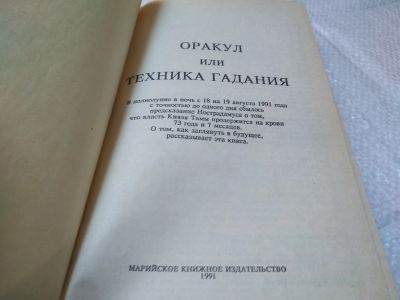 ОРАКУЛ
ИЛИ
ТЕХНИКА ГАДАНИЯ
В полнолуние в ночь с 18 на 19 августа 1991 года
с точностью до одного дня сбылось
предсказание Нострадамуса о том,
что власть Князя Тьмы продержится на крови
73 года и 7 месяцев.
О том, как заглянуть в будущее,
рассказывает эта книга.
МАРИЙСКОЕ КНИЖНОЕ ИЗДАТЕЛЬСТВО
1991